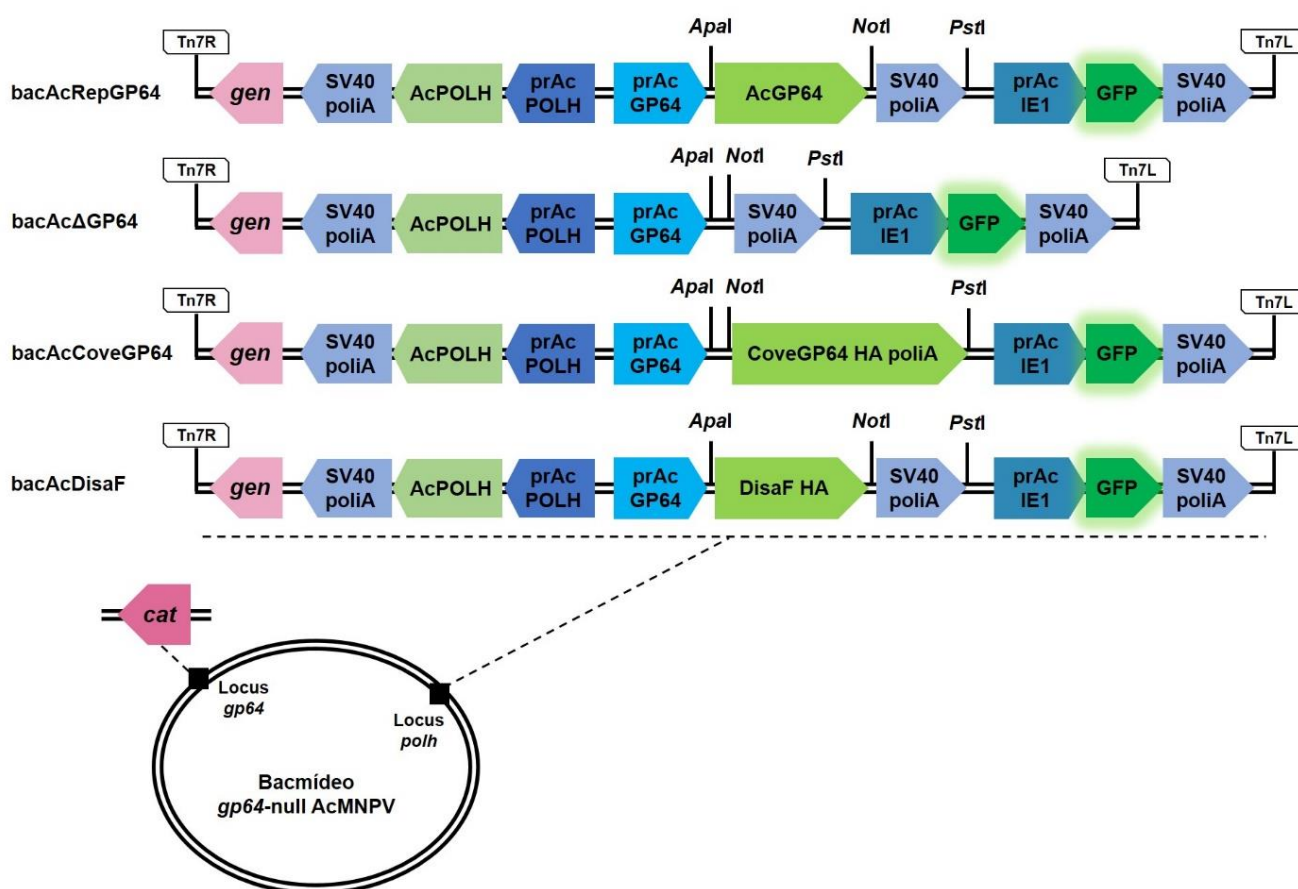 ApaI NotI PstI
Tn7R Tn7L
bacAcRepGP64 gen SV40 poliA AcPOLH prAc POLH prAc GP64 AcGP64 SV40 poliA prAc IE1 GFP SV40 poliA
ApaI NotI PstI
Tn7R Tn7L
bacAcΔGP64 gen SV40 poliA AcPOLH prAc POLH prAc GP64 SV40 poliA prAc IE1 GFP SV40 poliA
ApaI NotI PstI
Tn7R Tn7L
bacAcCoveGP64 gen SV40 poliA AcPOLH prAc POLH prAc GP64 CoveGP64 HA poliA prAc IE1 GFP SV40 poliA
ApaI NotI PstI
Tn7R Tn7L
bacAcDisaF gen SV40 poliA AcPOLH prAc POLH prAc GP64 DisaF HA SV40 poliA prAc IE1 GFP SV40 poliA
cat
Locus
gp64
Locus
polh
Bacmídeo
gp64-null AcMNPV